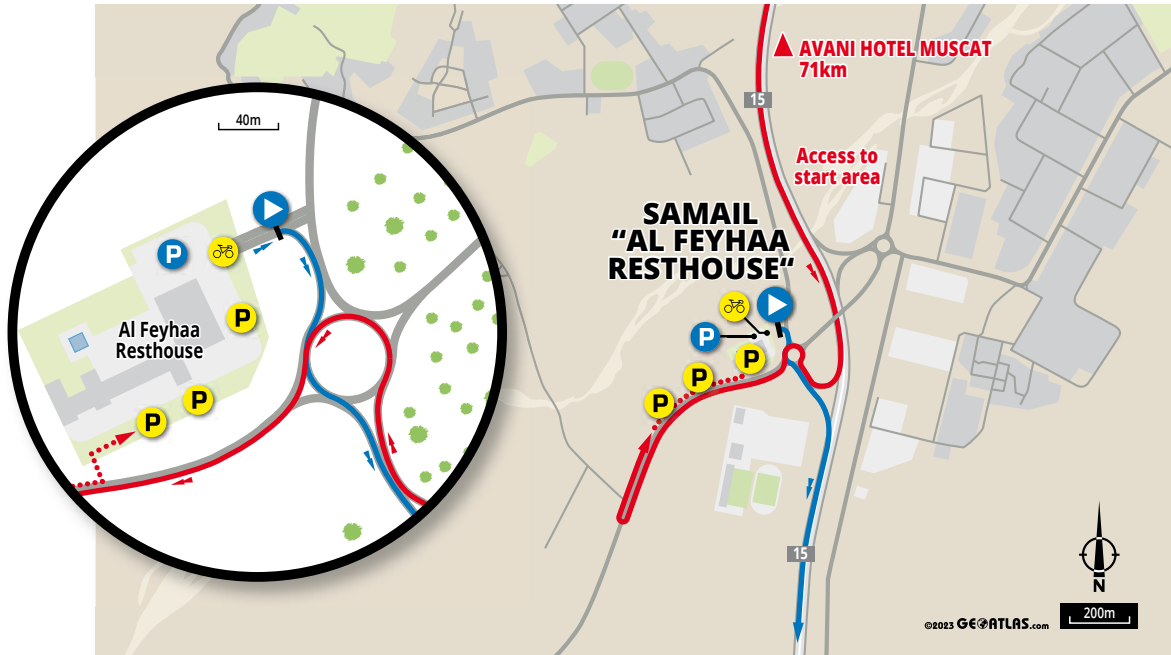 AVANI HOTEL MUSCAT
71km
15
40m
Access to
start area
SAMAIL
“AL FEYHAA
RESTHOUSE“
P
P
Al Feyhaa
Resthouse
P
P
P
P
P
P
15
N
200m
©2023 GEOATLAS.com